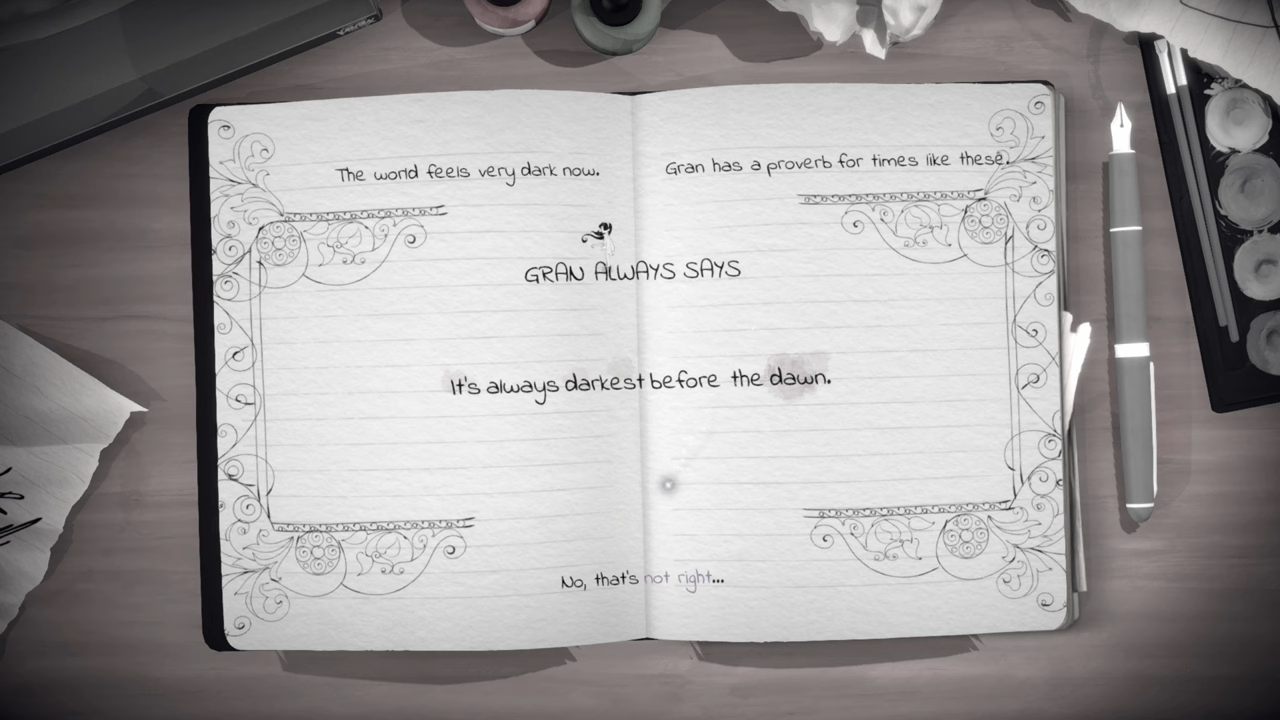 The world feels very dark now.
Gran has a proverb for times like these.
GRAN ALWAYS SAYS
It's always darkest before the dawn.
No, that's not right...